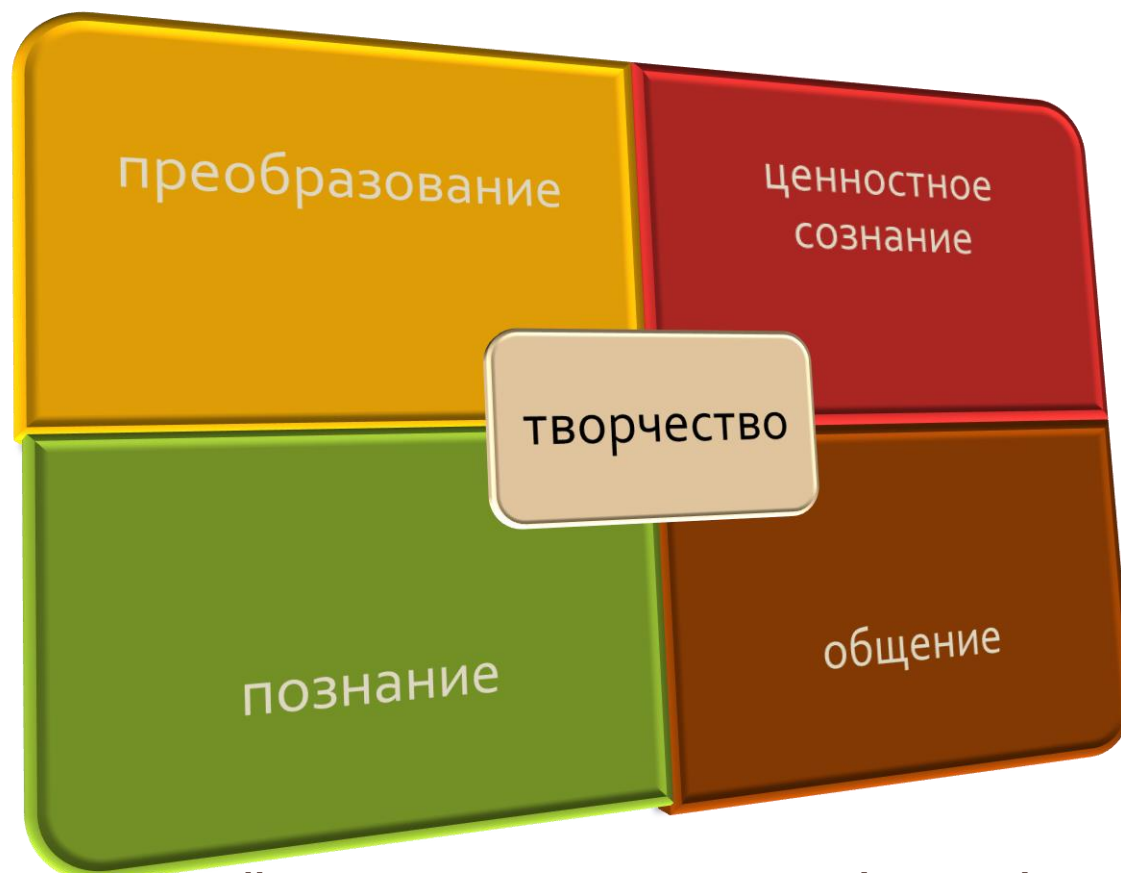 преобразование
ценностное
сознание
творчество
познание
общение